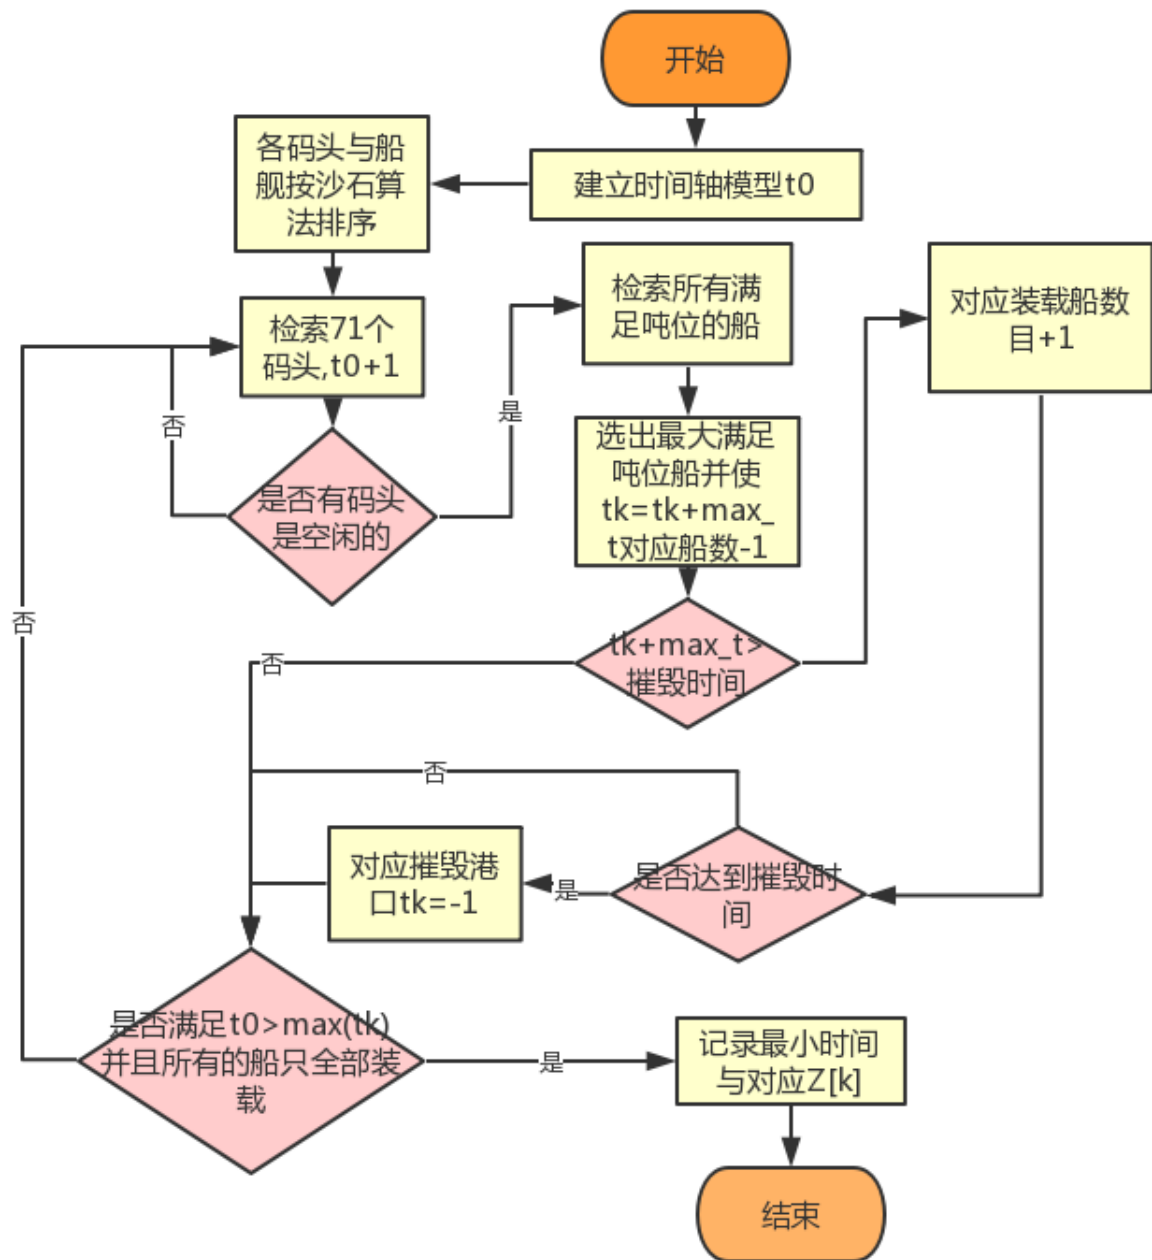 开始
建立时间轴模型t0
各码头与船
舰按沙石算
法排序
检索71个
码头,t0+1
否
是否有码头
是空闲的
是
检索所有满
足吨位的船
选出最大满足
吨位船并使
tk=tk+max_
t对应船数-1
tk+max_t>
摧毁时间
对应装载船数
目+1
否
否
否
是否达到摧毁时
间
是
对应摧毁港
口tk=-1
是否满足t0>max(tk)
并且所有的船只全部装
载
是
记录最小时间
与对应Z[k]
结束